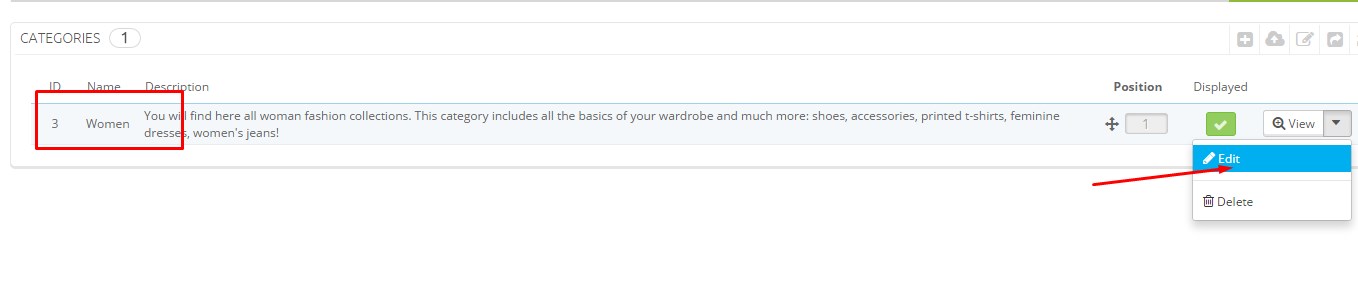 CATEGORIES 1
ID Name Description Position Displayed
3 Women You will find here all woman fashion collections. This category includes all the basics of your wardrobe and much more: shoes, accessories, printed t-shirts, feminine
dresses, women's jeans! 1 View
Edit
Delete